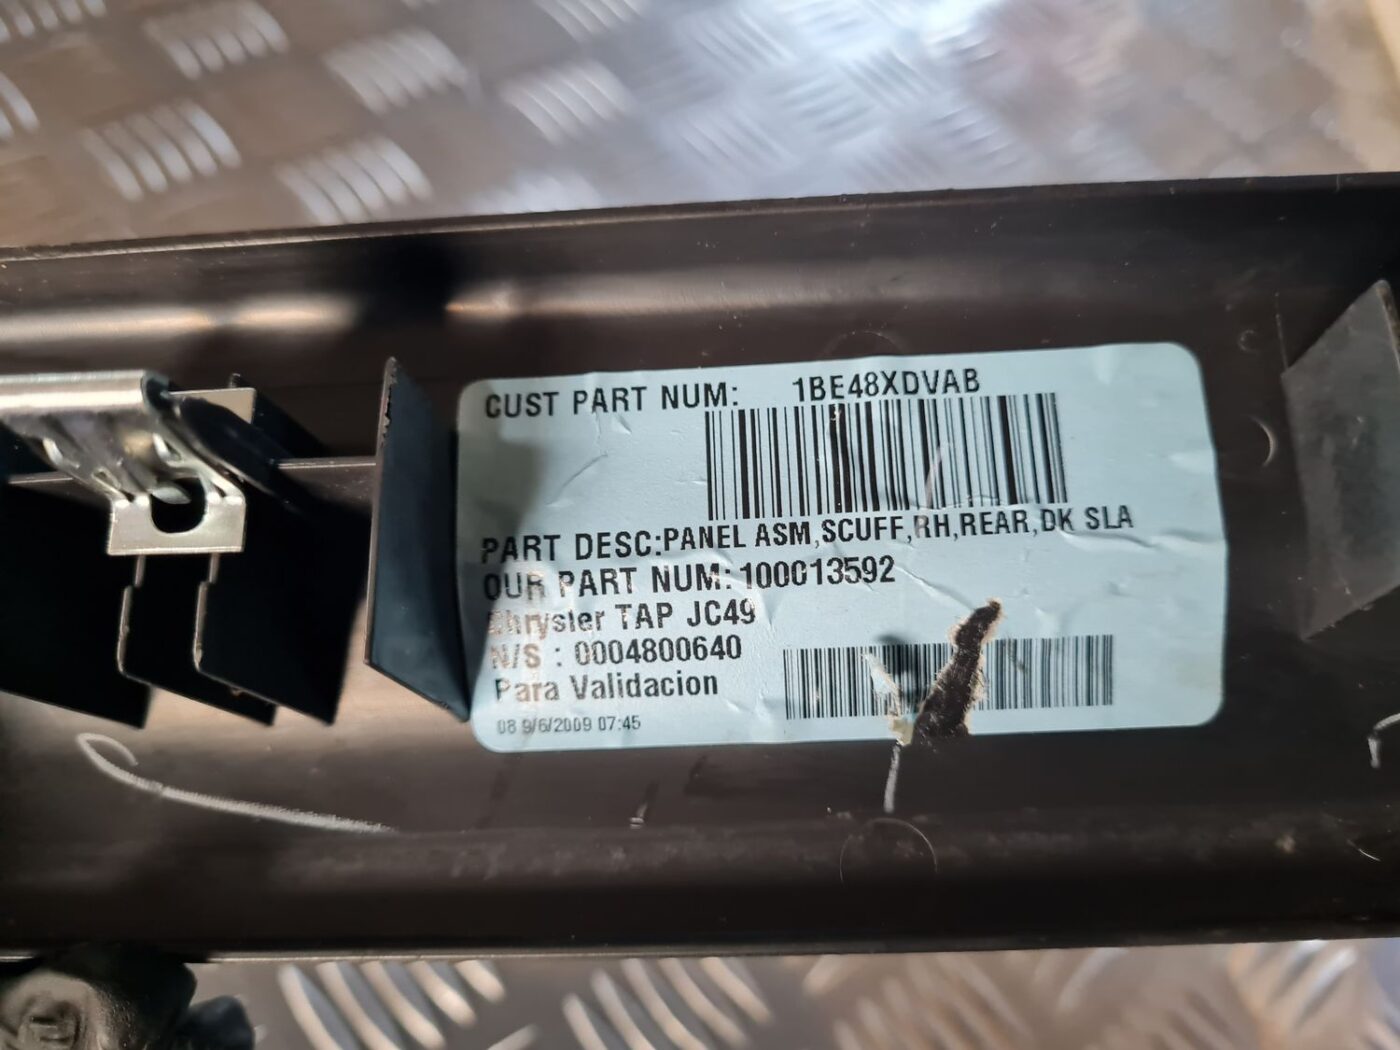 CUST PART NUM: 1BE48XDVAB
PART DESC:PANEL ASM,SCUFF,RH,REAR,DK SLA
OUR PART NUM:100013592
Chrysler TAP JC49
N/S : 0004800640
Para Validacion
08 9/6/2009 07:45